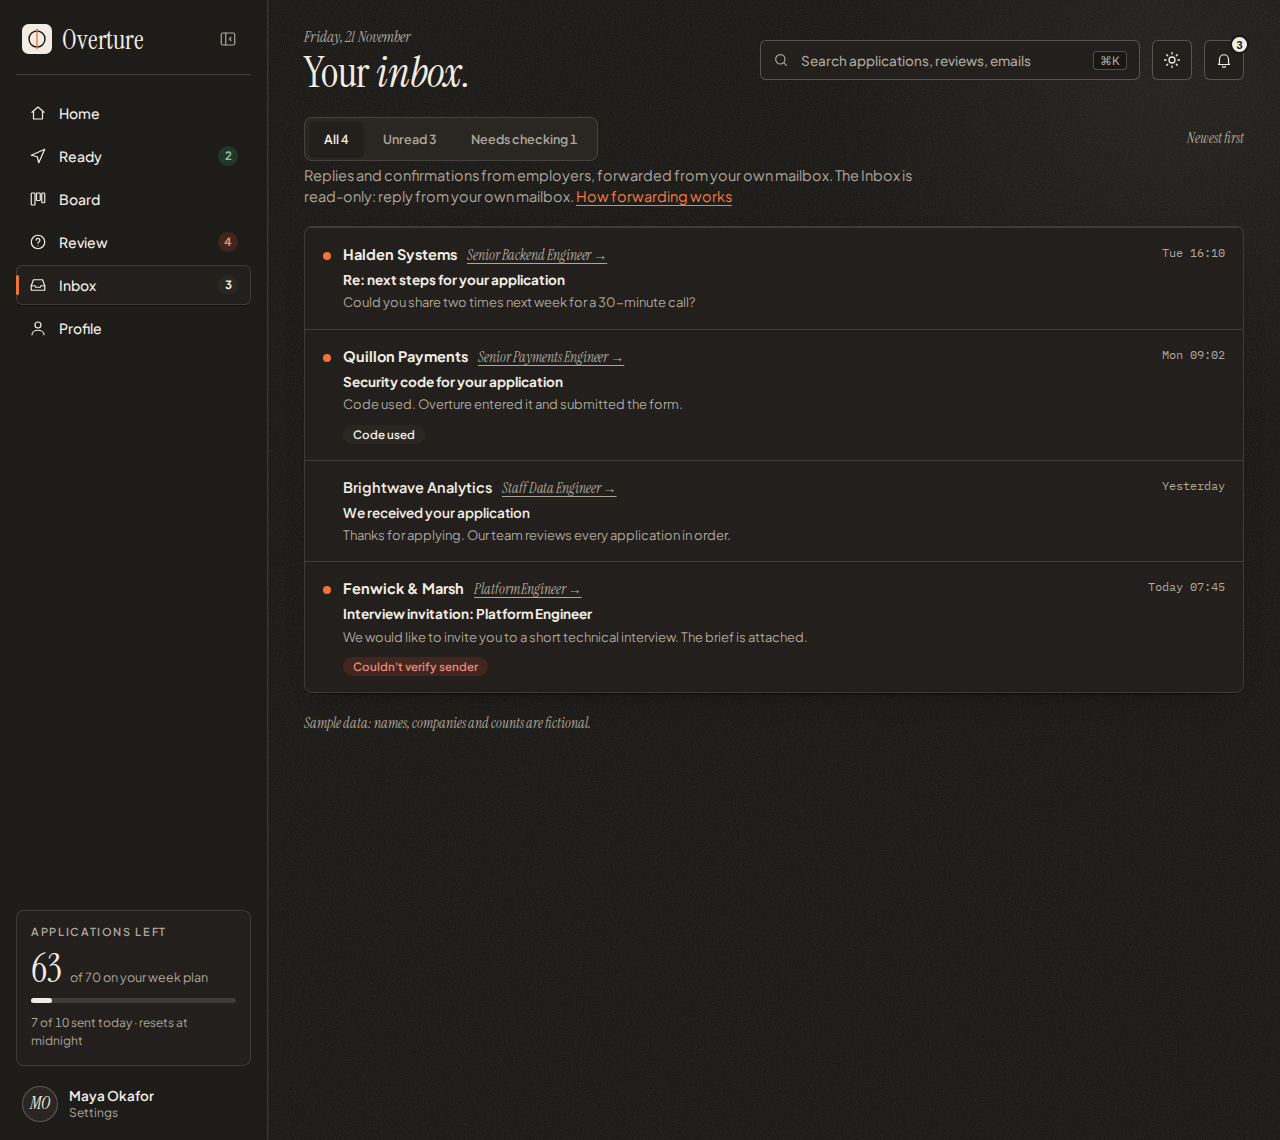 Overture
Home
Ready 2
Board
Review 4
Inbox 3
Profile
APPLICATIONS LEFT
63 of 70 on your week plan
7 of 10 sent today · resets at
midnight
MO
Maya Okafor
Settings
Friday, 21 November
Your inbox.
Search applications, reviews, emails ⌘K
3
All 4 Unread 3 Needs checking 1
Newest first
Replies and confirmations from employers, forwarded from your own mailbox. The Inbox is
read-only: reply from your own mailbox. How forwarding works
Halden Systems Senior Backend Engineer → Tue 16:10
Re: next steps for your application
Could you share two times next week for a 30-minute call?
Quillon Payments Senior Payments Engineer → Mon 09:02
Security code for your application
Code used. Overture entered it and submitted the form.
Code used
Brightwave Analytics Staff Data Engineer → Yesterday
We received your application
Thanks for applying. Our team reviews every application in order.
Fenwick & Marsh Platform Engineer → Today 07:45
Interview invitation: Platform Engineer
We would like to invite you to a short technical interview. The brief is attached.
Couldn't verify sender
Sample data: names, companies and counts are fictional.